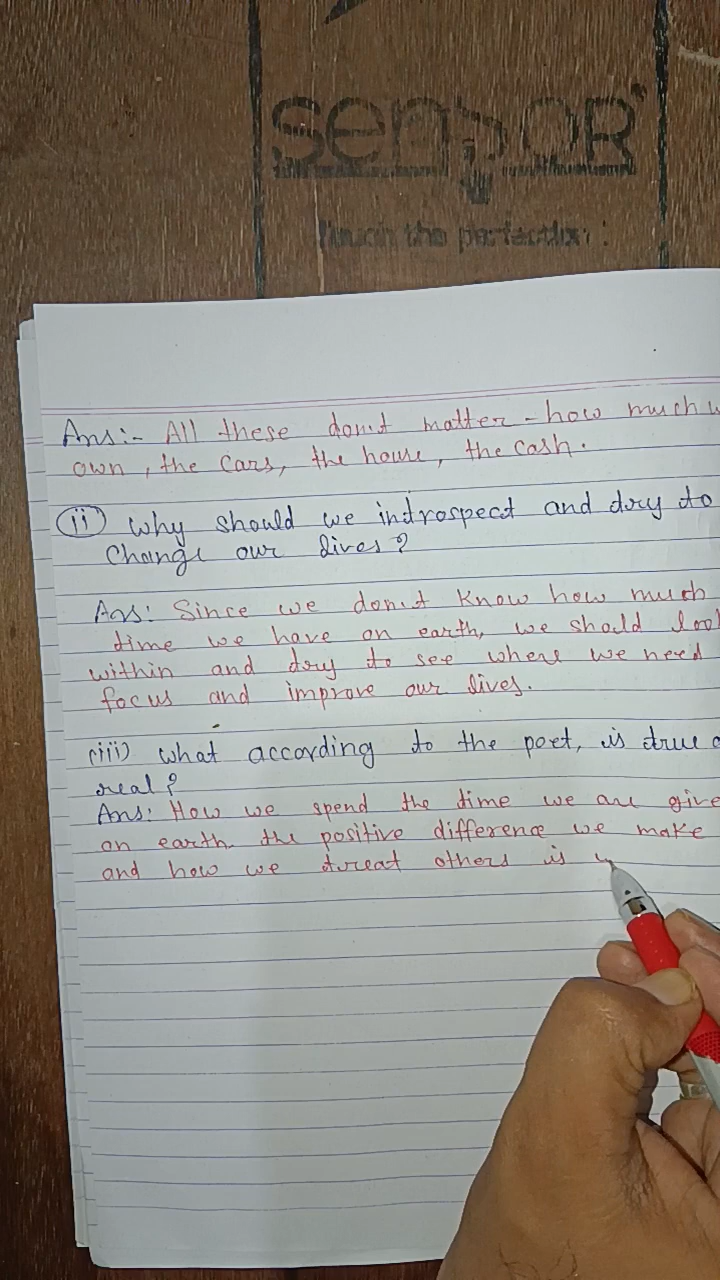 SenSOR
Touch the perfection!
Ans:- All these don't matter - how much
own, the cars, the house, the cash.
(ii) Why should we introspect and try to
Change our lives?
Ans: Since we don't know how much
time we have on earth, we should
within and try to see where we need
focus and improve our lives.
(iii) What according to the poet, is true
real?
Ans: How we spend the time we are give
on earth. the positive difference we make
and how we treat others is